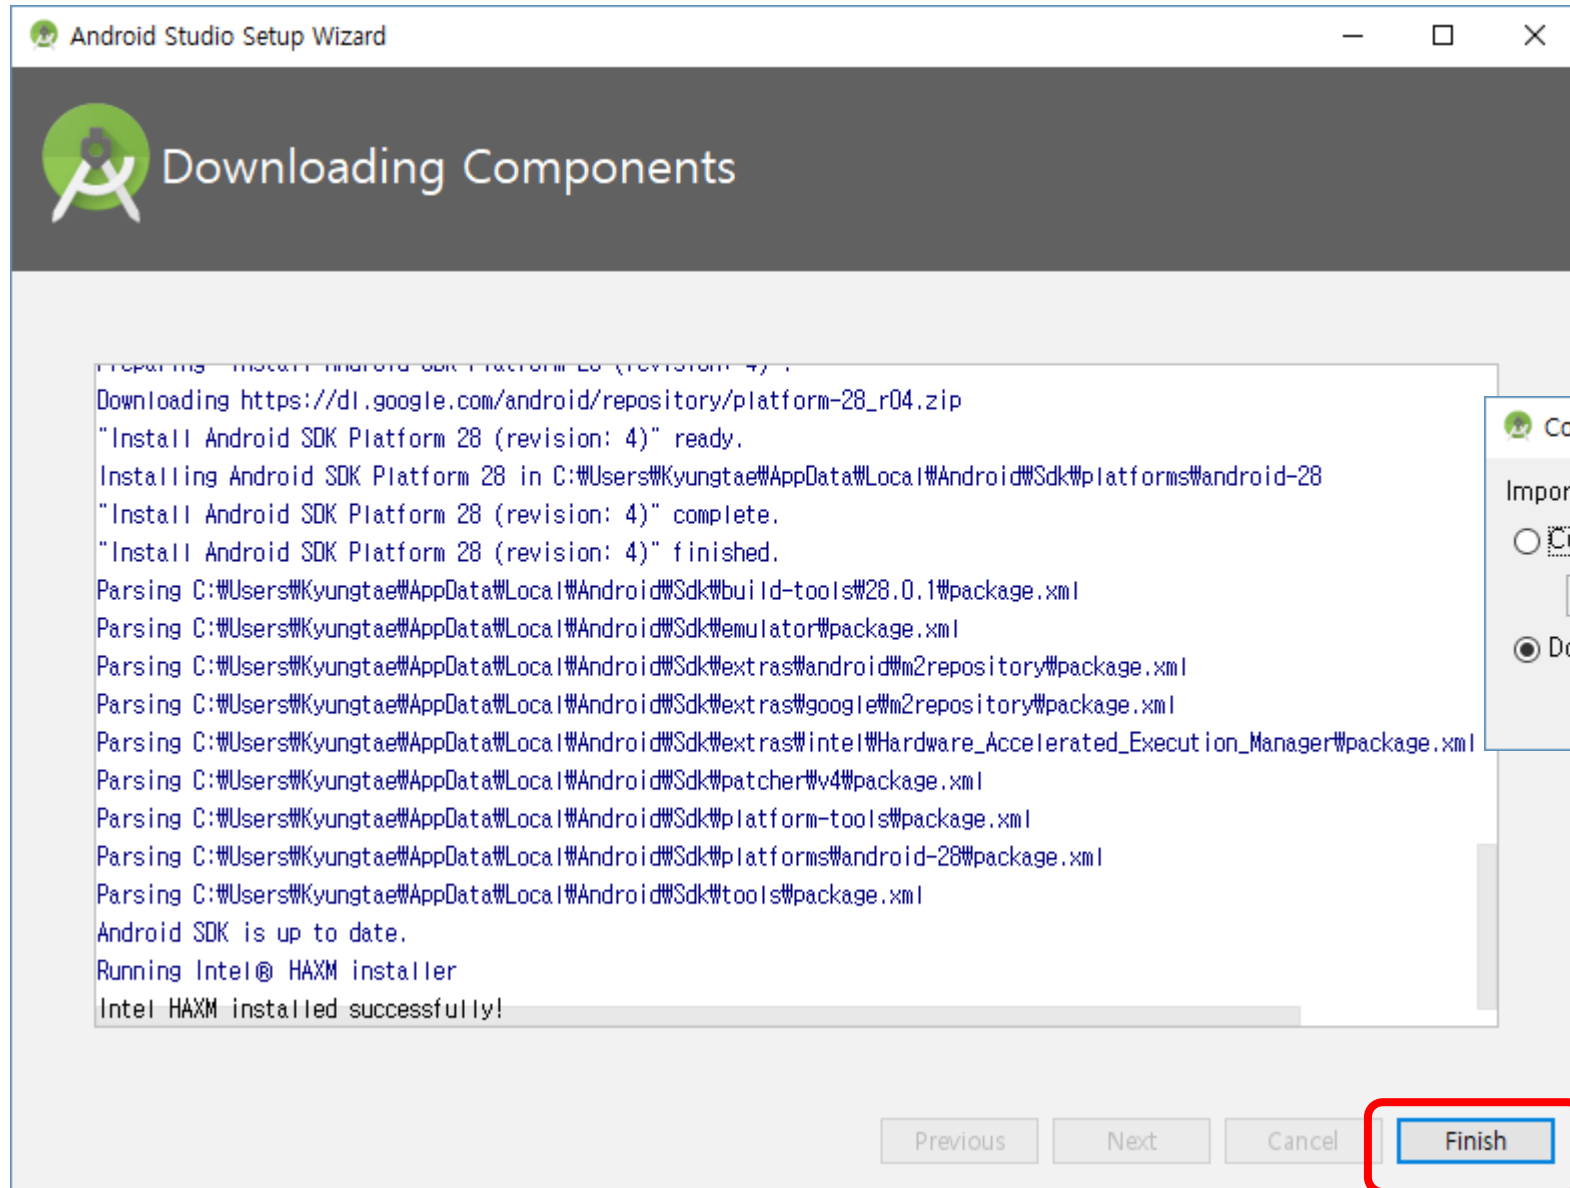 Android Studio Setup Wizard
Downloading Components
Preparing "Install Android SDK Platform 28 (revision: 4)".
Downloading https://dl.google.com/android/repository/platform-28_r04.zip
"Install Android SDK Platform 28 (revision: 4)" ready.
Installing Android SDK Platform 28 in C:₩Users₩Kyungtae₩AppData₩Local₩Android₩Sdk₩platforms₩android-28
"Install Android SDK Platform 28 (revision: 4)" complete.
"Install Android SDK Platform 28 (revision: 4)" finished.
Parsing C:₩Users₩Kyungtae₩AppData₩Local₩Android₩Sdk₩build-tools₩28.0.1₩package.xml
Parsing C:₩Users₩Kyungtae₩AppData₩Local₩Android₩Sdk₩emulator₩package.xml
Parsing C:₩Users₩Kyungtae₩AppData₩Local₩Android₩Sdk₩extras₩android₩m2repository₩package.xml
Parsing C:₩Users₩Kyungtae₩AppData₩Local₩Android₩Sdk₩extras₩google₩m2repository₩package.xml
Parsing C:₩Users₩Kyungtae₩AppData₩Local₩Android₩Sdk₩extras₩intel₩Hardware_Accelerated_Execution_Manager₩package.xml
Parsing C:₩Users₩Kyungtae₩AppData₩Local₩Android₩Sdk₩patcher₩v4₩package.xml
Parsing C:₩Users₩Kyungtae₩AppData₩Local₩Android₩Sdk₩platform-tools₩package.xml
Parsing C:₩Users₩Kyungtae₩AppData₩Local₩Android₩Sdk₩platforms₩android-28₩package.xml
Parsing C:₩Users₩Kyungtae₩AppData₩Local₩Android₩Sdk₩tools₩package.xml
Android SDK is up to date.
Running Intel® HAXM installer
Intel HAXM installed successfully!
Previous
Next
Cancel
Finish